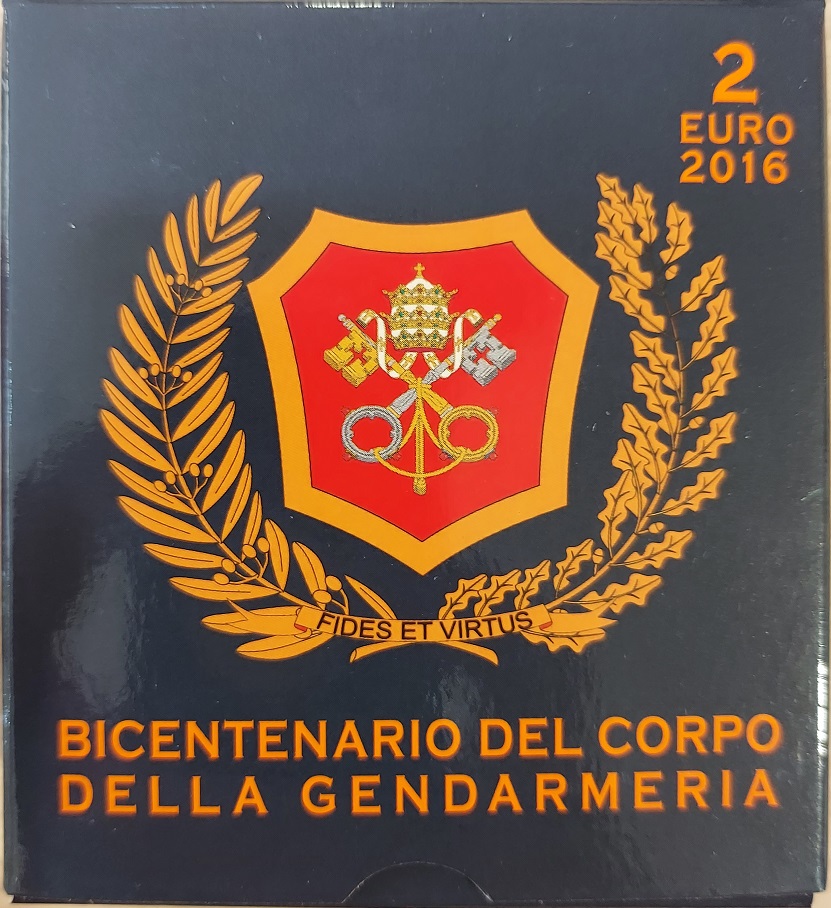 2
EURO
2016
FIDES ET VIRTUS
BICENTENARIO DEL CORPO
DELLA GENDARMERIA